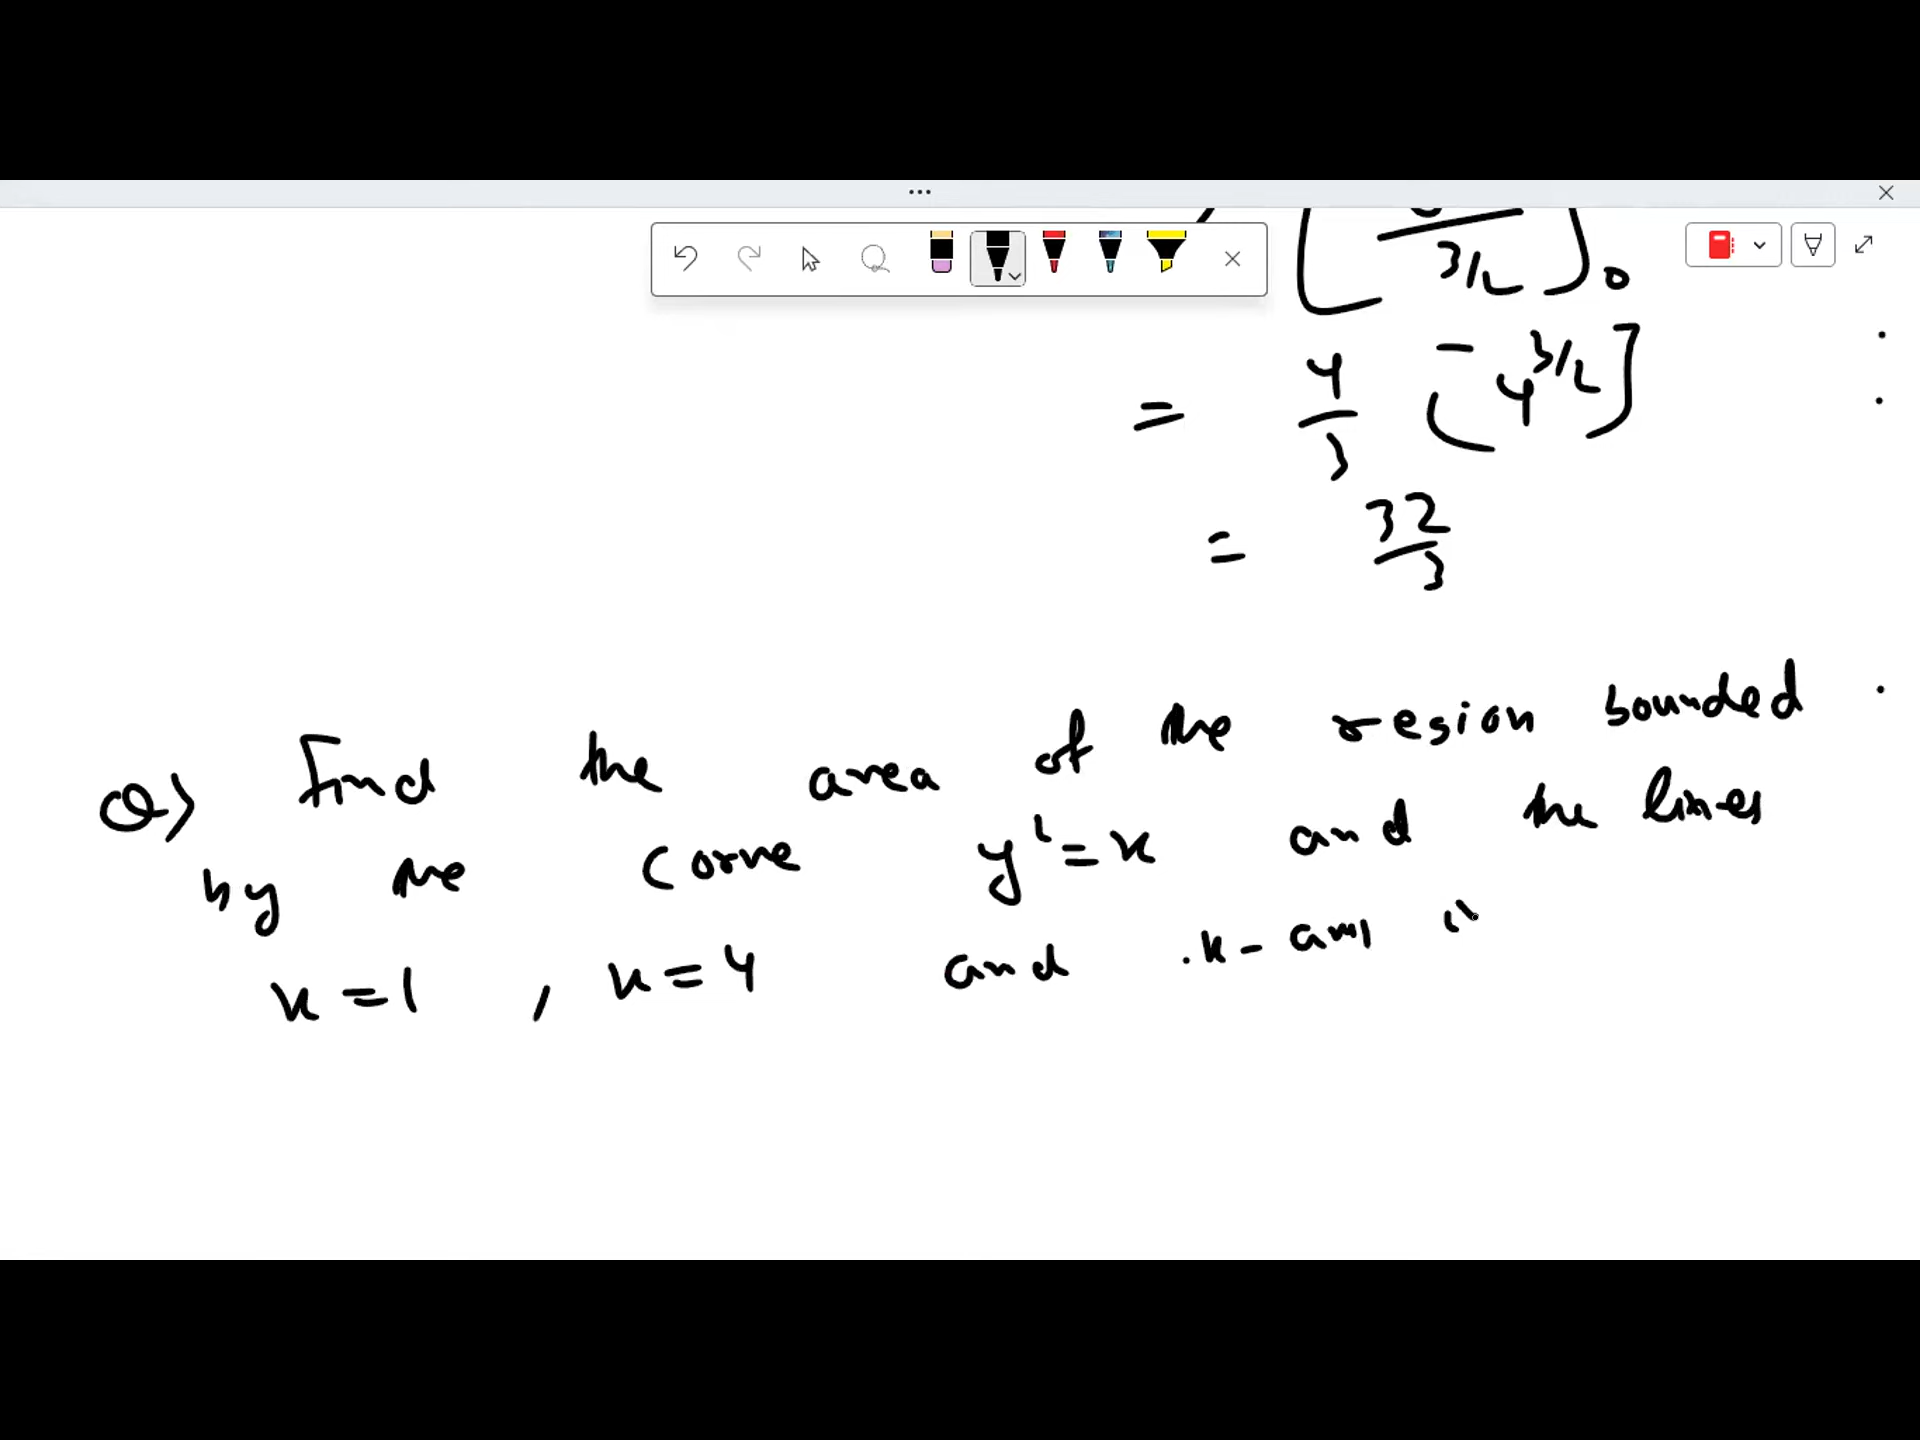 3/2 ] 0
= 4/3 [ 4^3/2 ]
= 32/3
Q) Find the area of the region bounded
by the corve y² = x and the lines
x = 1 , x = 4 and x - axis